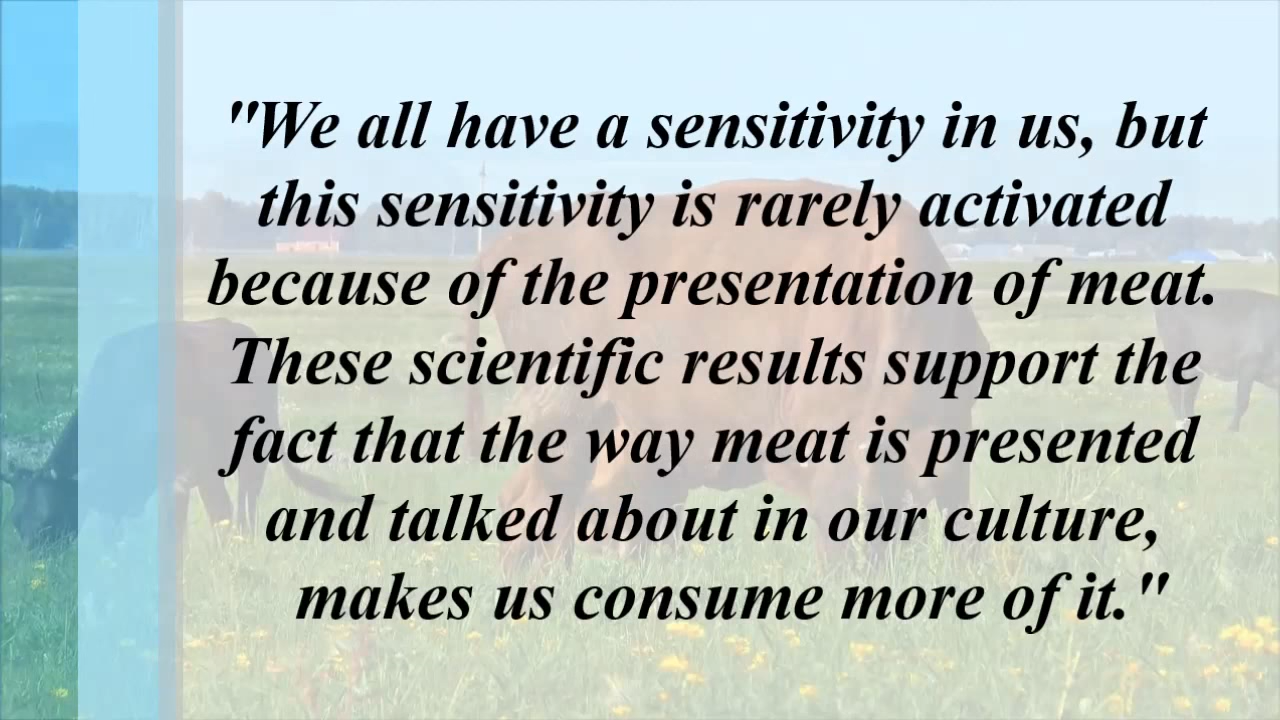 "We all have a sensitivity in us, but
this sensitivity is rarely activated
because of the presentation of meat.
These scientific results support the
fact that the way meat is presented
and talked about in our culture,
makes us consume more of it."